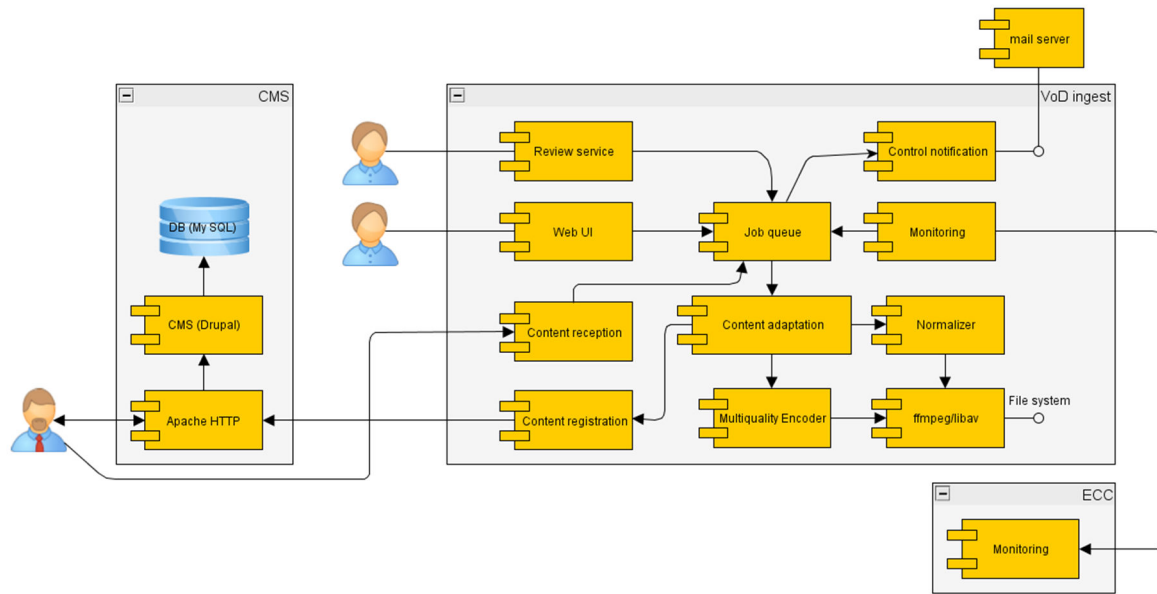 mail server
CMS
VoD ingest
Review service
Control notification
DB (My SQL)
Web UI
Job queue
Monitoring
CMS (Drupal)
Content reception
Content adaptation
Normalizer
Apache HTTP
Content registration
Multiquality Encoder
ffmpeg/libav
File system
ECC
Monitoring